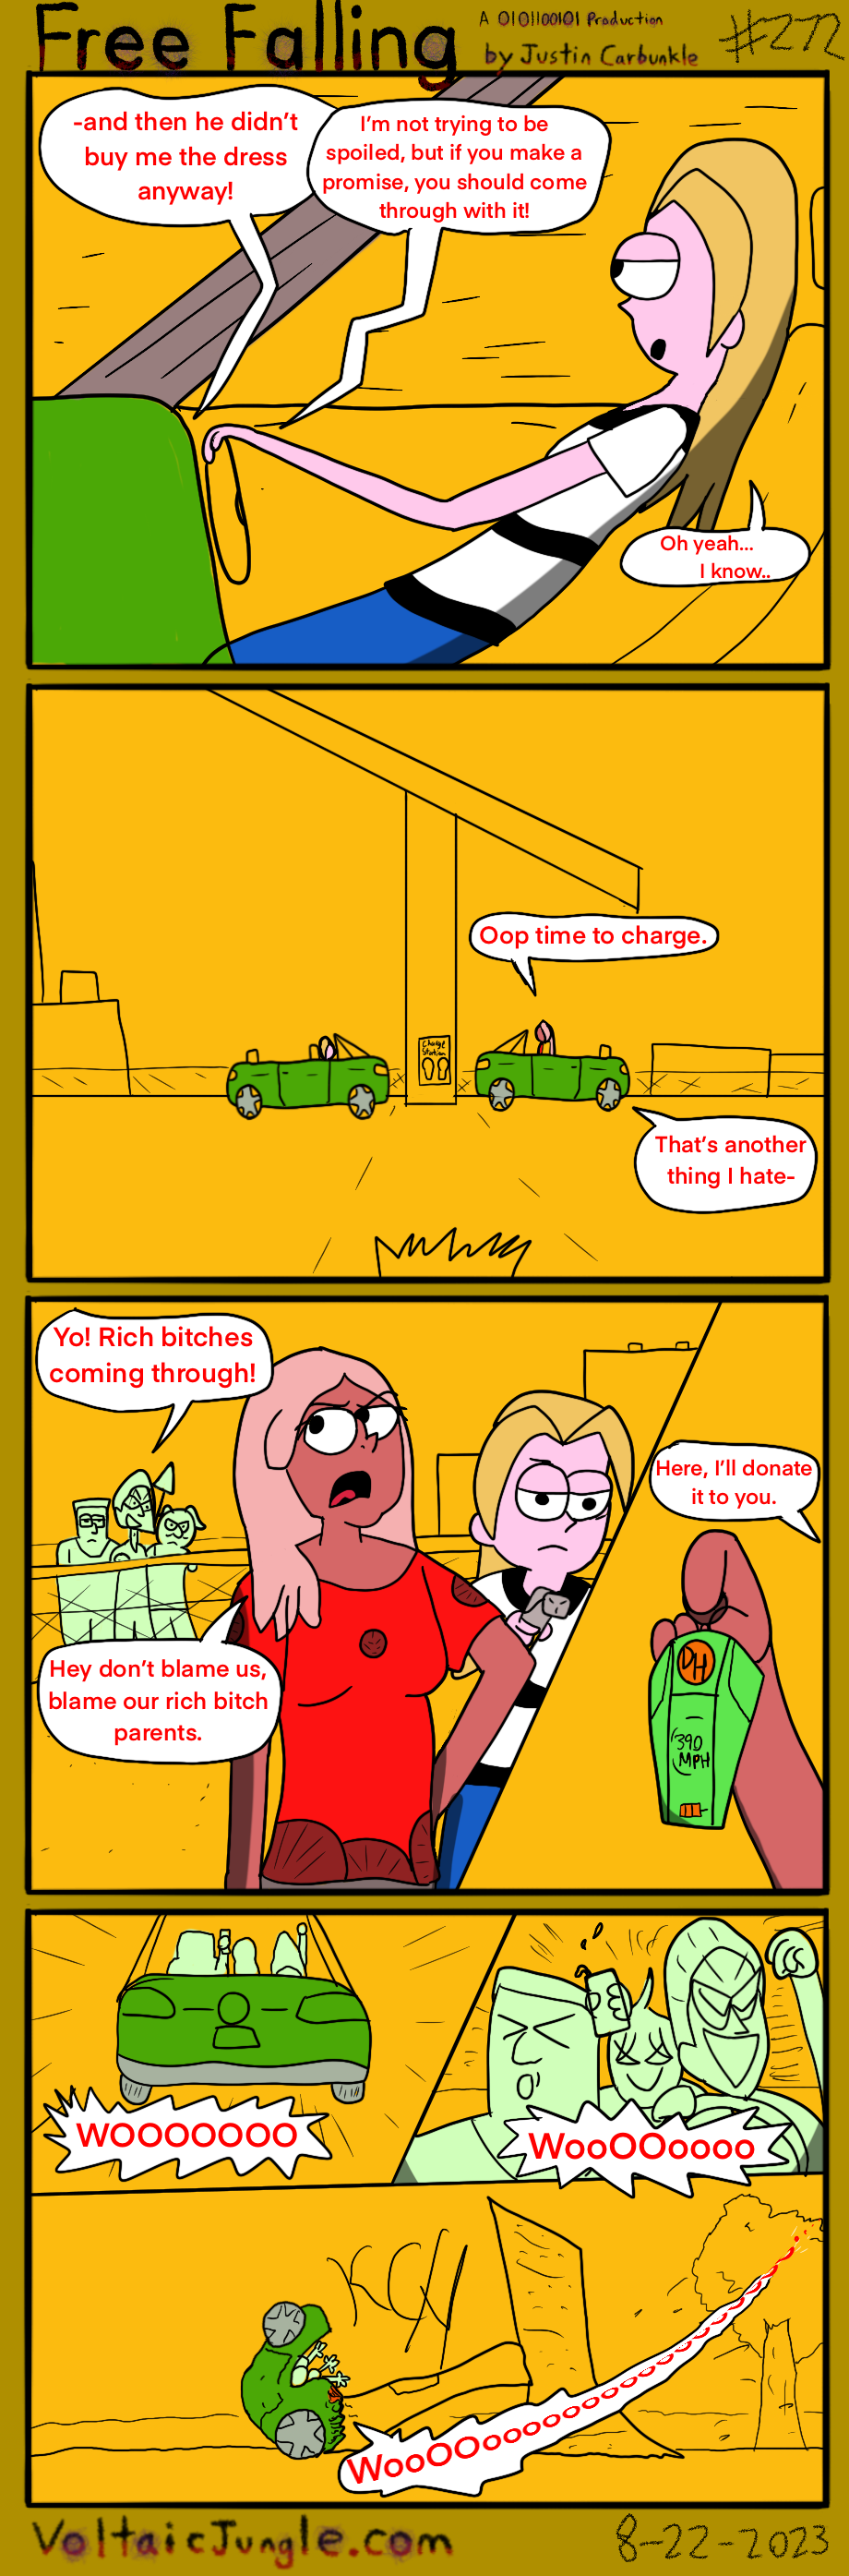 Free Falling
A 0101100101 Production
by Justin Carbunkle
#272
-and then he didn't
buy me the dress
anyway!
I'm not trying to be
spoiled, but if you make a
promise, you should come
through with it!
Oh yeah...
I know..
Oop time to charge.
Charge
Station
That's another
thing I hate-
Yo! Rich bitches
coming through!
Hey don't blame us,
blame our rich bitch
parents.
Here, I'll donate
it to you.
DH
390
MPH
WOOOOOOO
WooOOoooo
VoltaicJungle.com
8-22-2023